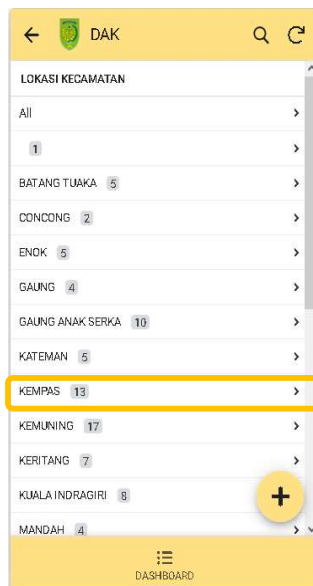 DAK
LOKASI KECAMATAN
All
1
BATANG TUAKA 5
CONCONG 2
ENOK 5
GAUNG 4
GAUNG ANAK SERKA 10
KATEMAN 5
KEMPAS 13
KEMUNING 17
KERITANG 7
KUALA INDRAGIRI 8
MANDAH 4
DASHBOARD